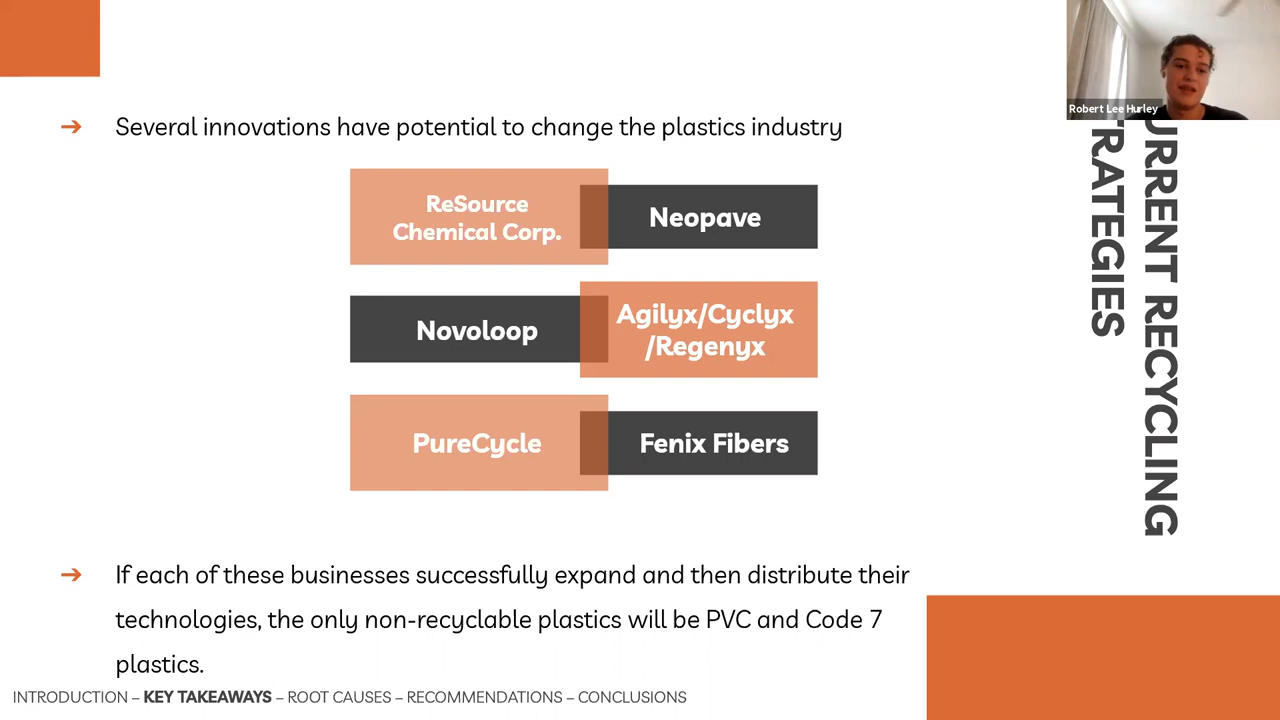 Robert Lee Hurley
➔ Several innovations have potential to change the plastics industry
ReSource
Chemical Corp.
Neopave
Novoloop
Agilyx/Cyclyx
/Regenyx
PureCycle
Fenix Fibers
➔ If each of these businesses successfully expand and then distribute their
technologies, the only non-recyclable plastics will be PVC and Code 7
plastics.
URRENT RECYCLING
TRATEGIES
INTRODUCTION – KEY TAKEAWAYS – ROOT CAUSES – RECOMMENDATIONS – CONCLUSIONS